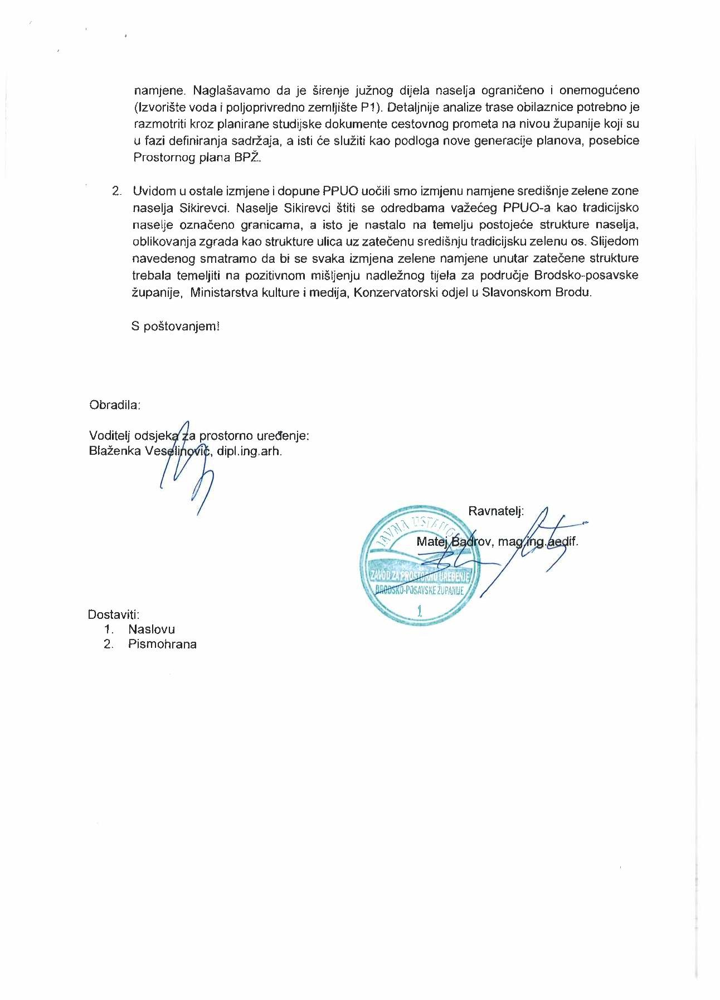 namjene. Naglašavamo da je širenje južnog dijela naselja ograničeno i onemogućeno
(Izvorište voda i poljoprivredno zemljište P1). Detaljnije analize trase obilaznice potrebno je
razmotriti kroz planirane studijske dokumente cestovnog prometa na nivou županije koji su
u fazi definiranja sadržaja, a isti će služiti kao podloga nove generacije planova, posebice
Prostornog plana BPŽ.
2. Uvidom u ostale izmjene i dopune PPUO uočili smo izmjenu namjene središnje zelene zone
naselja Sikirevci. Naselje Sikirevci štiti se odredbama važećeg PPUO-a kao tradicijsko
naselje označeno granicama, a isto je nastalo na temelju postojeće strukture naselja,
oblikovanja zgrada kao strukture ulica uz zatečenu središnju tradicijsku zelenu os. Slijedom
navedenog smatramo da bi se svaka izmjena zelene namjene unutar zatečene strukture
trebala temeljiti na pozitivnom mišljenju nadležnog tijela za područje Brodsko-posavske
županije, Ministarstva kulture i medija, Konzervatorski odjel u Slavonskom Brodu.
S poštovanjem!
Obradila:
Voditelj odsjeka za prostorno uređenje:
Blaženka Veselinović, dipl.ing.arh.
Ravnatelj:
JAVNA USTANOVA
Matej Badrov, mag.ing.aedif.
ZAVOD ZA PROSTORNO UREĐENJE
BRODSKO-POSAVSKE ŽUPANIJE
1
Dostaviti:
1. Naslovu
2. Pismohrana